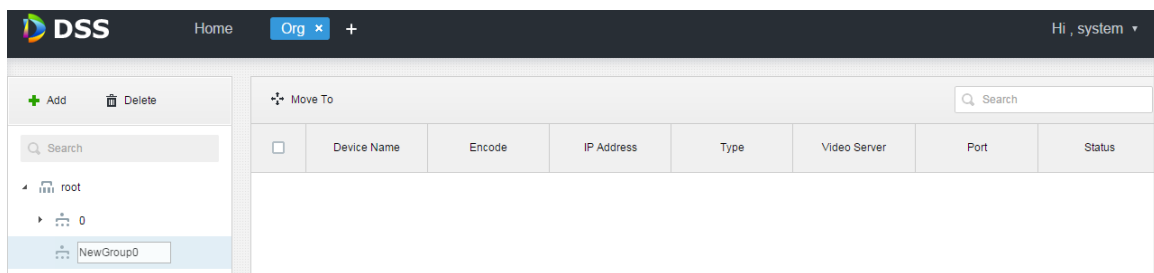 DSS Home Org × + Hi , system
Add Delete Move To Search
Search Device Name Encode IP Address Type Video Server Port Status
root
0
NewGroup0